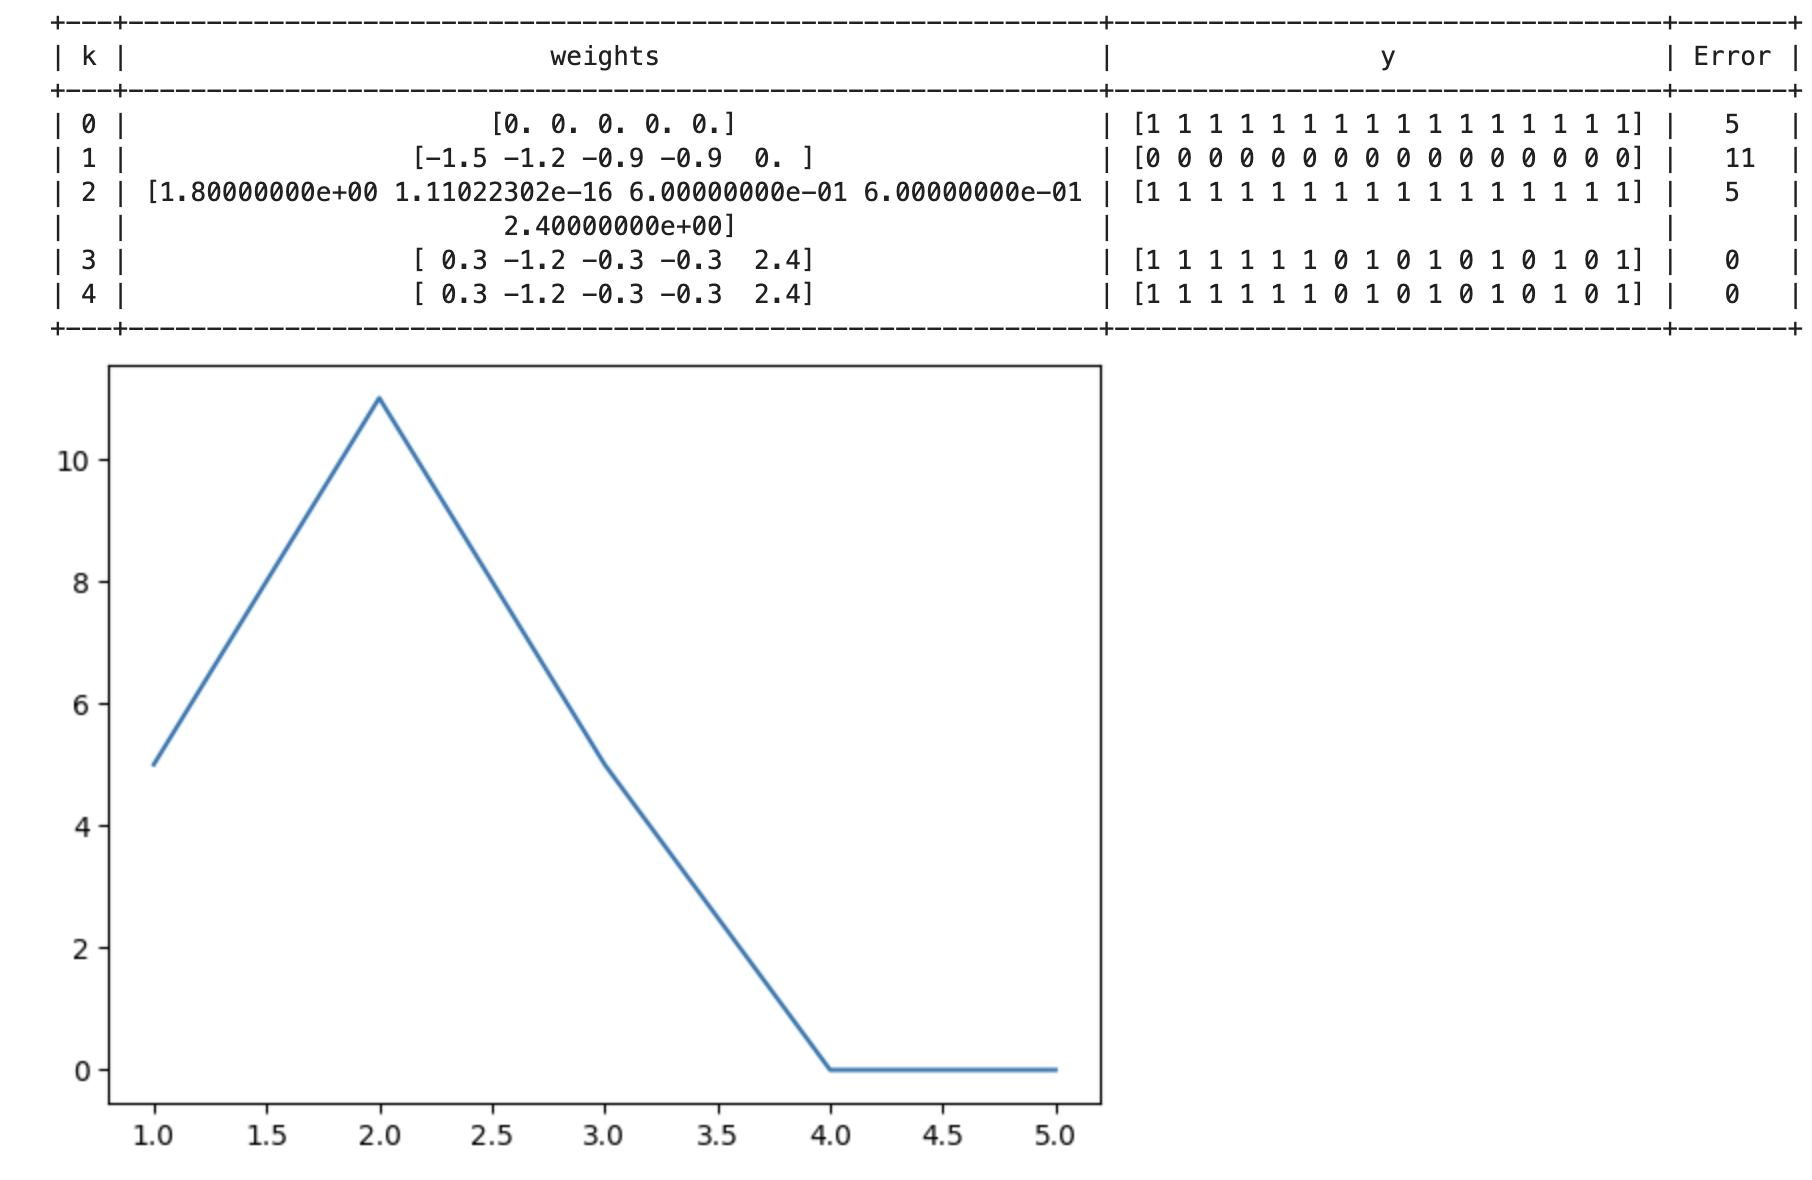 +---+--------------------------------------------------------------+-----------------------------------+-------+
| k | weights | y | Error |
+---+--------------------------------------------------------------+-----------------------------------+-------+
| 0 | [0. 0. 0. 0. 0.] | [1 1 1 1 1 1 1 1 1 1 1 1 1 1 1 1] | 5 |
| 1 | [-1.5 -1.2 -0.9 -0.9 0. ] | [0 0 0 0 0 0 0 0 0 0 0 0 0 0 0 0] | 11 |
| 2 | [1.80000000e+00 1.11022302e-16 6.00000000e-01 6.00000000e-01 | [1 1 1 1 1 1 1 1 1 1 1 1 1 1 1 1] | 5 |
| | 2.40000000e+00] | | |
| 3 | [ 0.3 -1.2 -0.3 -0.3 2.4] | [1 1 1 1 1 1 0 1 0 1 0 1 0 1 0 1] | 0 |
| 4 | [ 0.3 -1.2 -0.3 -0.3 2.4] | [1 1 1 1 1 1 0 1 0 1 0 1 0 1 0 1] | 0 |
+---+--------------------------------------------------------------+-----------------------------------+-------+
10
8
6
4
2
0
1.0 1.5 2.0 2.5 3.0 3.5 4.0 4.5 5.0